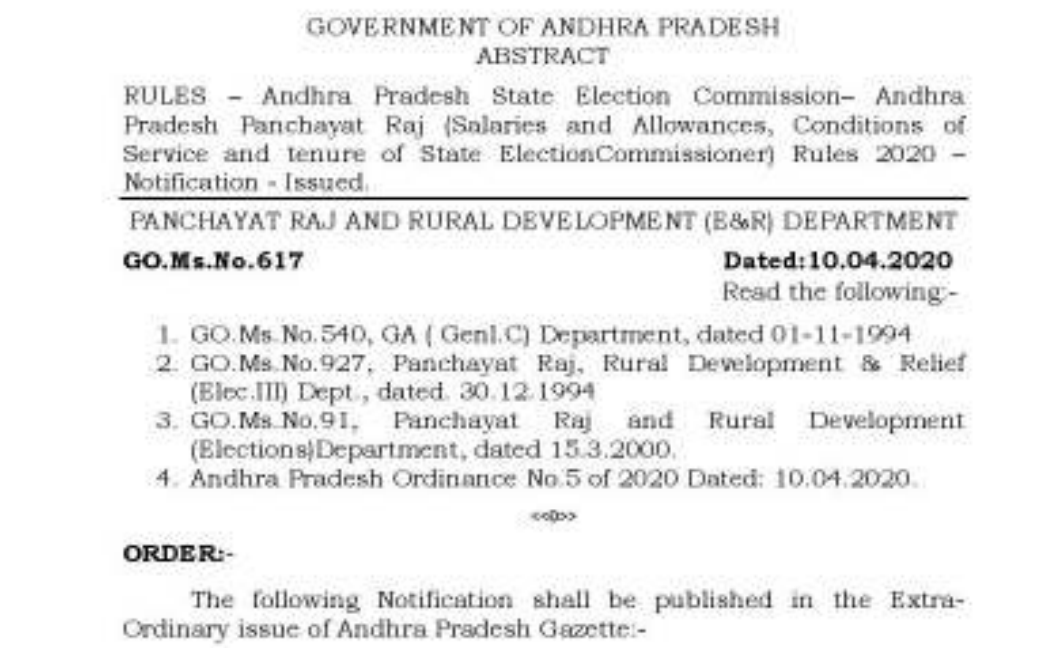 GOVERNMENT OF ANDHRA PRADESH
ABSTRACT
RULES – Andhra Pradesh State Election Commission– Andhra
Pradesh Panchayat Raj (Salaries and Allowances, Conditions of
Service and tenure of State ElectionCommissioner) Rules 2020 –
Notification - Issued.
PANCHAYAT RAJ AND RURAL DEVELOPMENT (E&R) DEPARTMENT
GO.Ms.No.617 Dated:10.04.2020
Read the following:-
1. GO.Ms.No.540, GA ( Genl.C) Department, dated 01-11-1994
2. GO.Ms.No.927, Panchayat Raj, Rural Development & Relief
(Elec.III) Dept., dated. 30.12.1994
3. GO.Ms.No.91, Panchayat Raj and Rural Development
(Elections)Department, dated 15.3.2000.
4. Andhra Pradesh Ordinance No.5 of 2020 Dated: 10.04.2020.
<<0>>
ORDER:-
The following Notification shall be published in the Extra-
Ordinary issue of Andhra Pradesh Gazette:-